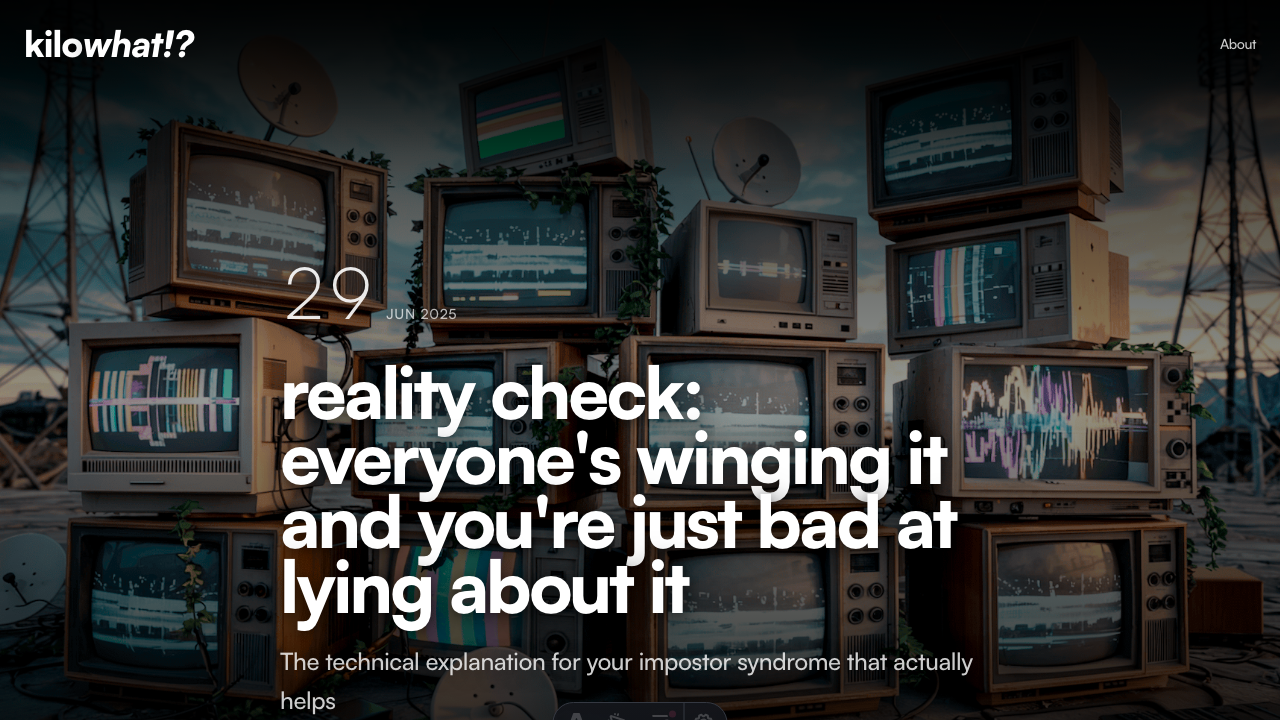 kilowhat!?
About
29 JUN 2025
reality check:
everyone's winging it
and you're just bad at
lying about it
The technical explanation for your impostor syndrome that actually
helps